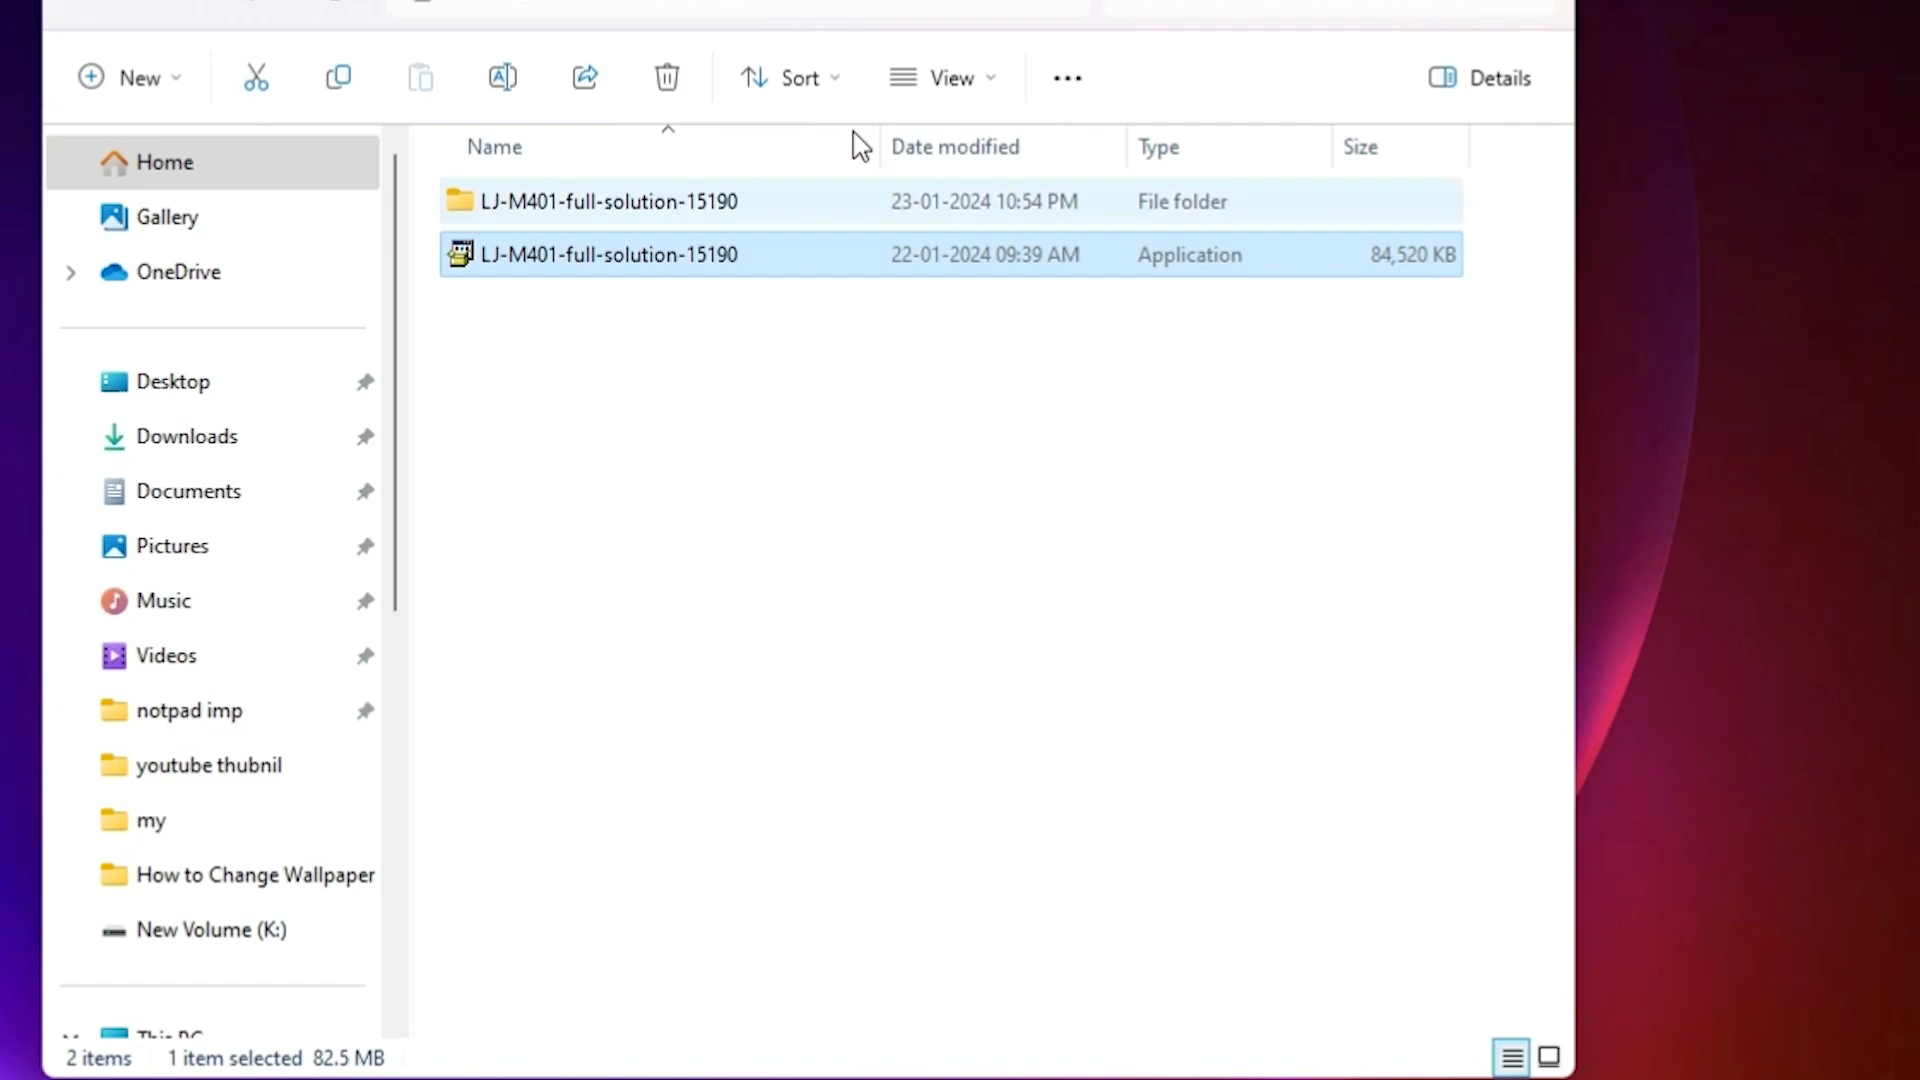 New
Sort
View
Details
Home
Gallery
OneDrive
Desktop
Downloads
Documents
Pictures
Music
Videos
notpad imp
youtube thubnil
my
How to Change Wallpaper
New Volume (K:)
This PC
Name Date modified Type Size
LJ-M401-full-solution-15190 23-01-2024 10:54 PM File folder
LJ-M401-full-solution-15190 22-01-2024 09:39 AM Application 84,520 KB
2 items 1 item selected 82.5 MB